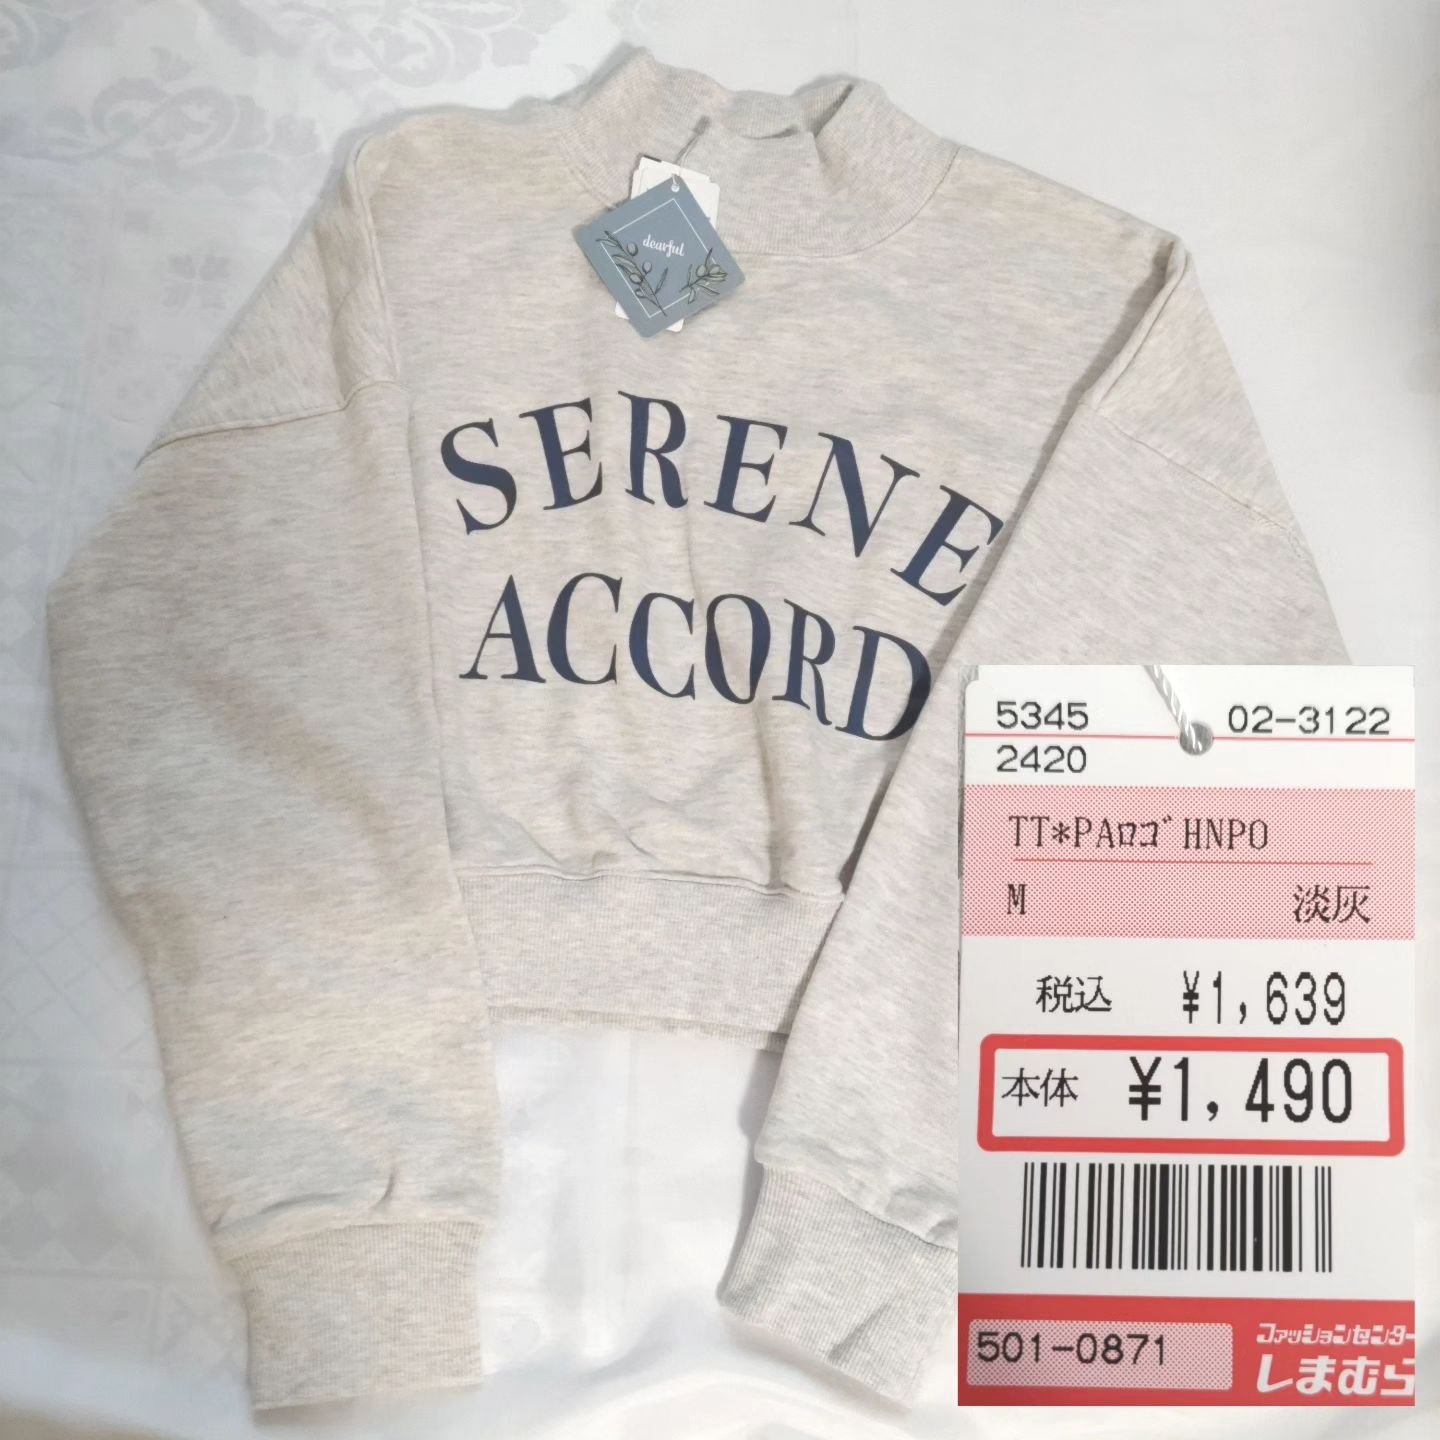 dearful
SERENE
ACCORD
5345 02-3122
2420
TT*PAﾛｺﾞHNPO
M 淡灰
税込 ¥1,639
本体 ¥1,490
501-0871
ファッションセンター
しまむら